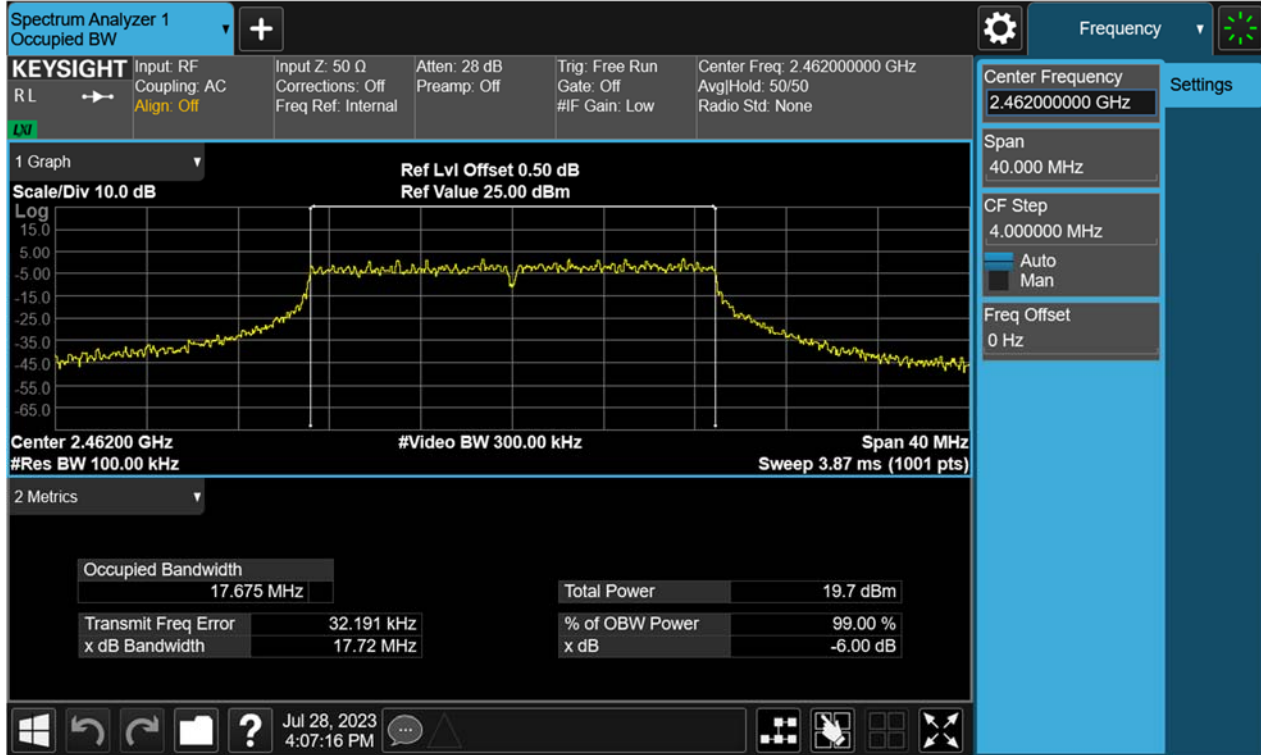 Spectrum Analyzer 1
Occupied BW
Frequency
KEYSIGHT
R L
LXI
Input: RF
Coupling: AC
Align: Off
Input Z: 50 Ω
Corrections: Off
Freq Ref: Internal
Atten: 28 dB
Preamp: Off
Trig: Free Run
Gate: Off
#IF Gain: Low
Center Freq: 2.462000000 GHz
Avg|Hold: 50/50
Radio Std: None
Center Frequency
2.462000000 GHz
Settings
Span
40.000 MHz
CF Step
4.000000 MHz
Auto
Man
Freq Offset
0 Hz
1 Graph
Scale/Div 10.0 dB
Ref Lvl Offset 0.50 dB
Ref Value 25.00 dBm
Log
15.0
5.00
-5.00
-15.0
-25.0
-35.0
-45.0
-55.0
-65.0
Center 2.46200 GHz
#Video BW 300.00 kHz
Span 40 MHz
#Res BW 100.00 kHz
Sweep 3.87 ms (1001 pts)
2 Metrics
Occupied Bandwidth
17.675 MHz
Total Power 19.7 dBm
Transmit Freq Error 32.191 kHz
% of OBW Power 99.00 %
x dB Bandwidth 17.72 MHz
x dB -6.00 dB
Jul 28, 2023
4:07:16 PM